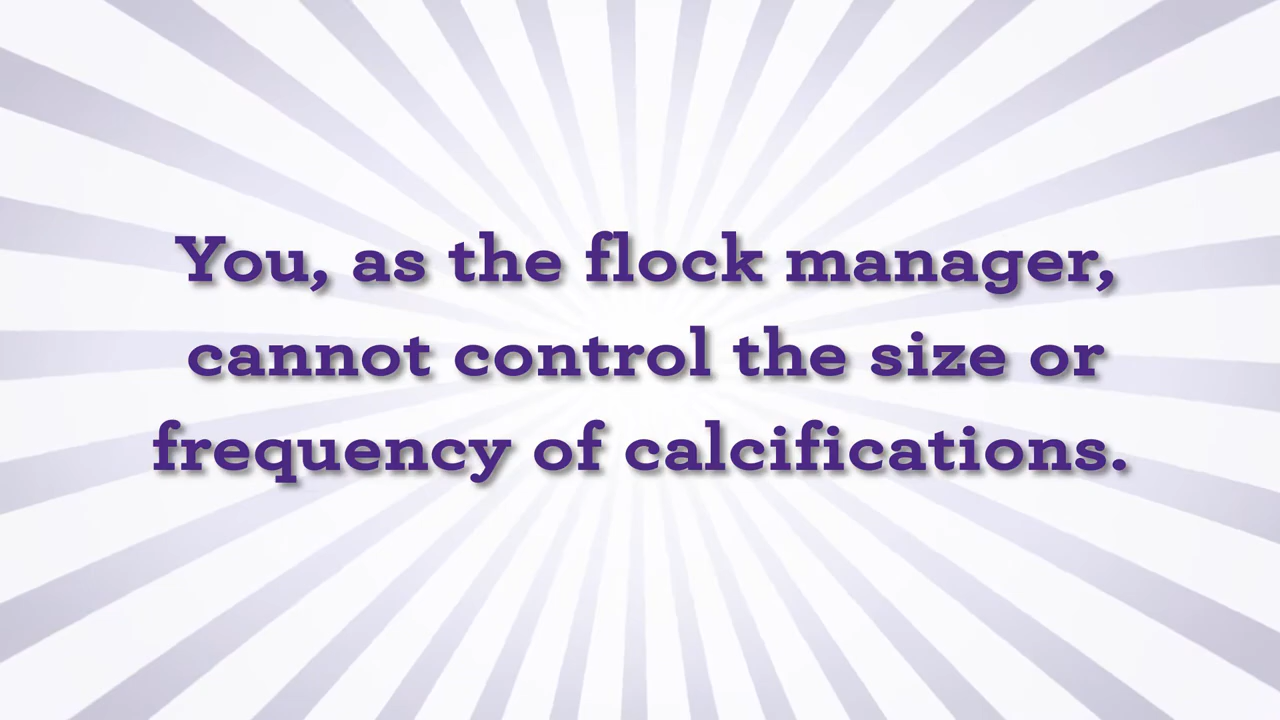 You, as the flock manager,
cannot control the size or
frequency of calcifications.